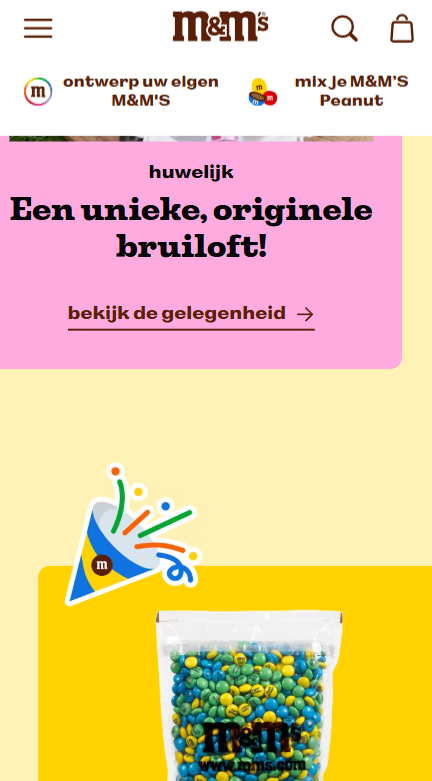 m&m's
ontwerp uw eigen
M&M'S
mix je M&M'S
Peanut
m
m
huwelijk
Een unieke, originele
bruiloft!
bekijk de gelegenheid
m
m&m's
www.mms.com